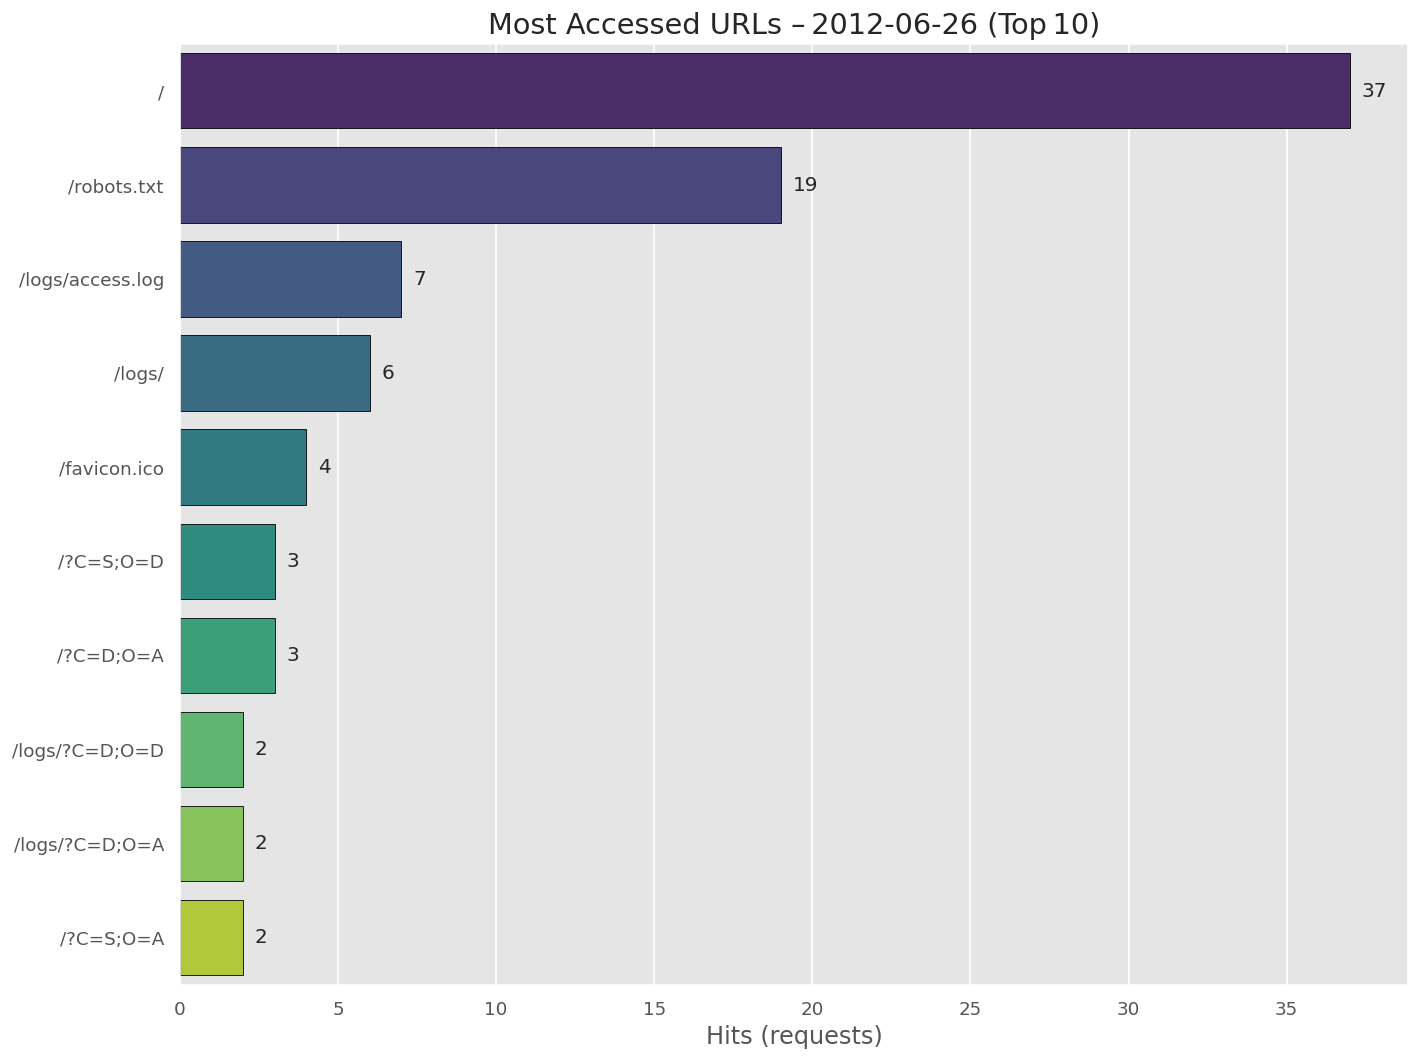 Most Accessed URLs – 2012-06-26 (Top 10)
/ 37
/robots.txt 19
/logs/access.log 7
/logs/ 6
/favicon.ico 4
/?C=S;O=D 3
/?C=D;O=A 3
/logs/?C=D;O=D 2
/logs/?C=D;O=A 2
/?C=S;O=A 2
0 5 10 15 20 25 30 35
Hits (requests)